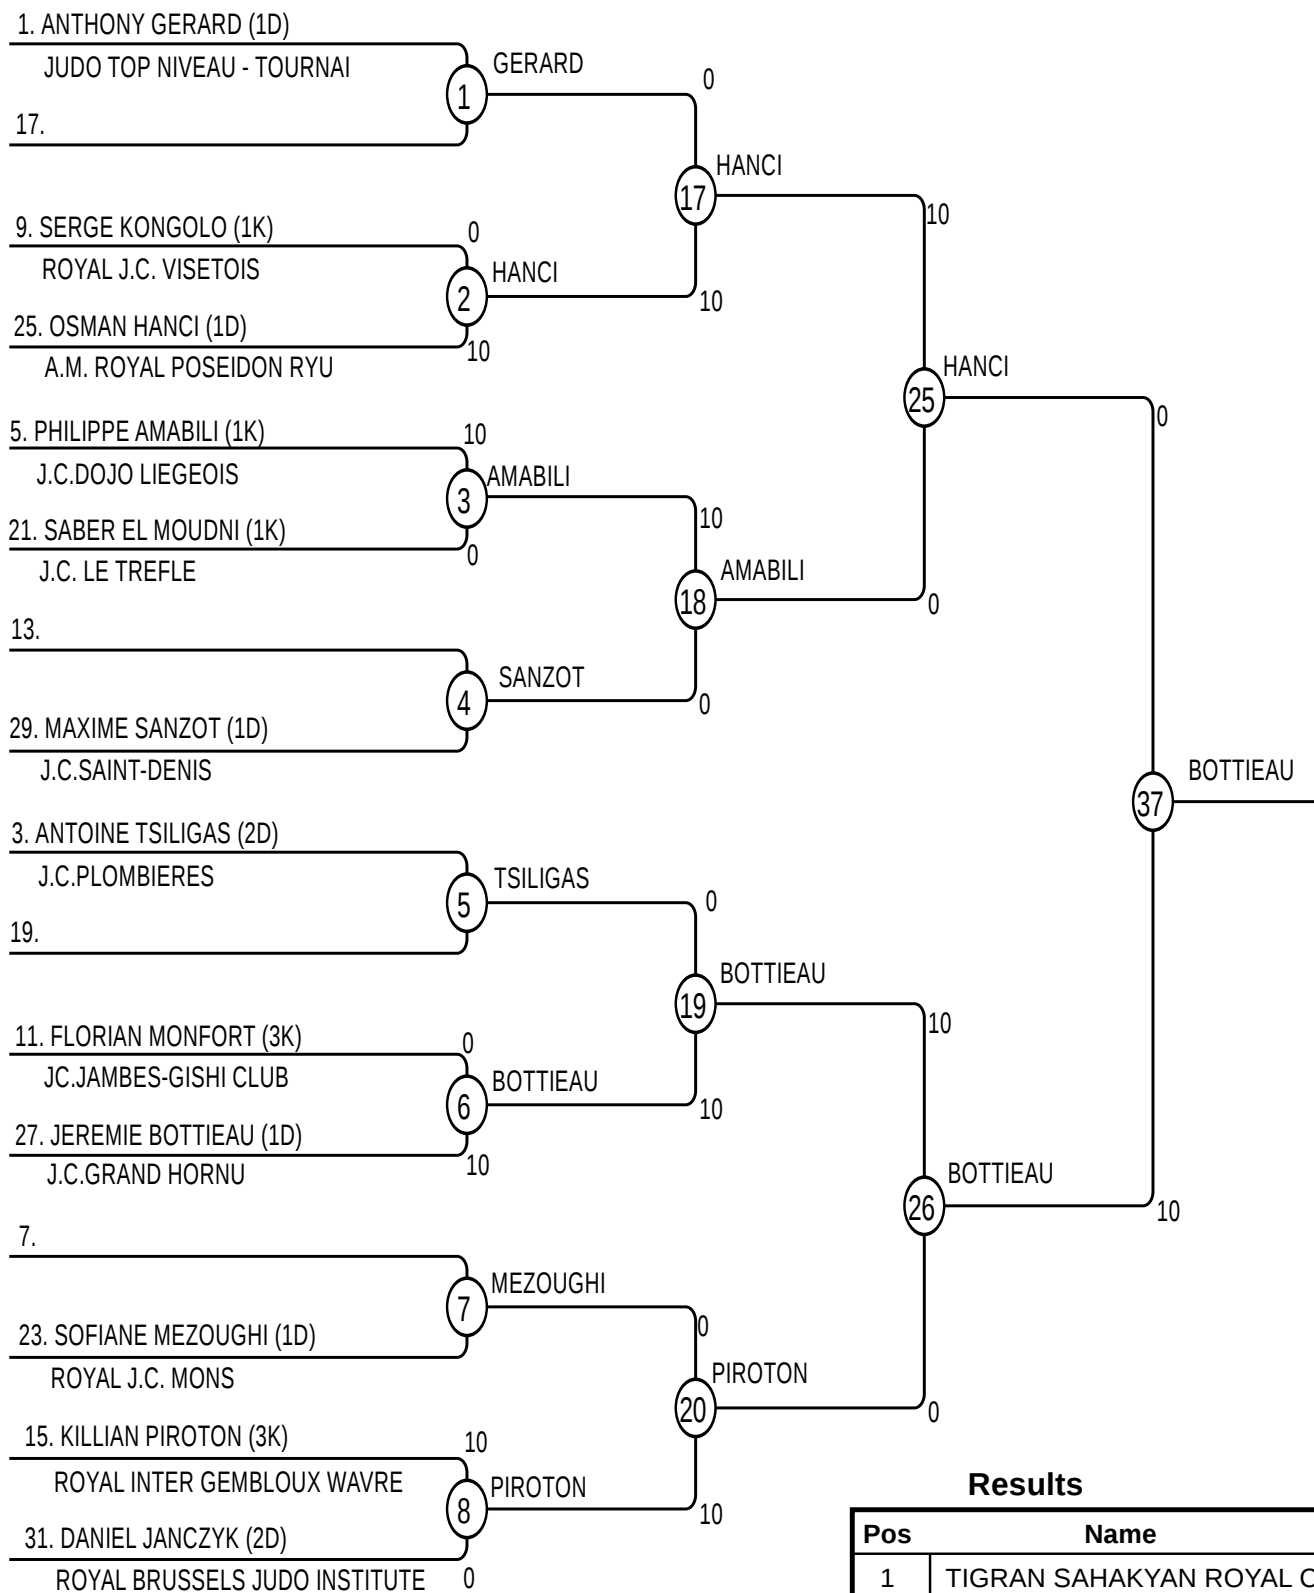 1. ANTHONY GERARD (1D)
JUDO TOP NIVEAU - TOURNAI
1
GERARD
0
17.
17
HANCI
10
9. SERGE KONGOLO (1K)
0
ROYAL J.C. VISETOIS
2
HANCI
10
25. OSMAN HANCI (1D)
10
A.M. ROYAL POSEIDON RYU
25
HANCI
0
5. PHILIPPE AMABILI (1K)
10
J.C.DOJO LIEGEOIS
3
AMABILI
10
21. SABER EL MOUDNI (1K)
0
J.C. LE TREFLE
18
AMABILI
0
13.
4
SANZOT
0
29. MAXIME SANZOT (1D)
J.C.SAINT-DENIS
37
BOTTIEAU
3. ANTOINE TSILIGAS (2D)
J.C.PLOMBIERES
5
TSILIGAS
0
19.
19
BOTTIEAU
10
11. FLORIAN MONFORT (3K)
0
JC.JAMBES-GISHI CLUB
6
BOTTIEAU
10
27. JEREMIE BOTTIEAU (1D)
10
J.C.GRAND HORNU
26
BOTTIEAU
10
7.
7
MEZOUGHI
0
23. SOFIANE MEZOUGHI (1D)
ROYAL J.C. MONS
20
PIROTON
0
15. KILLIAN PIROTON (3K)
10
ROYAL INTER GEMBLOUX WAVRE
8
PIROTON
10
31. DANIEL JANCZYK (2D)
0
ROYAL BRUSSELS JUDO INSTITUTE
Results
Pos Name
1 TIGRAN SAHAKYAN ROYAL